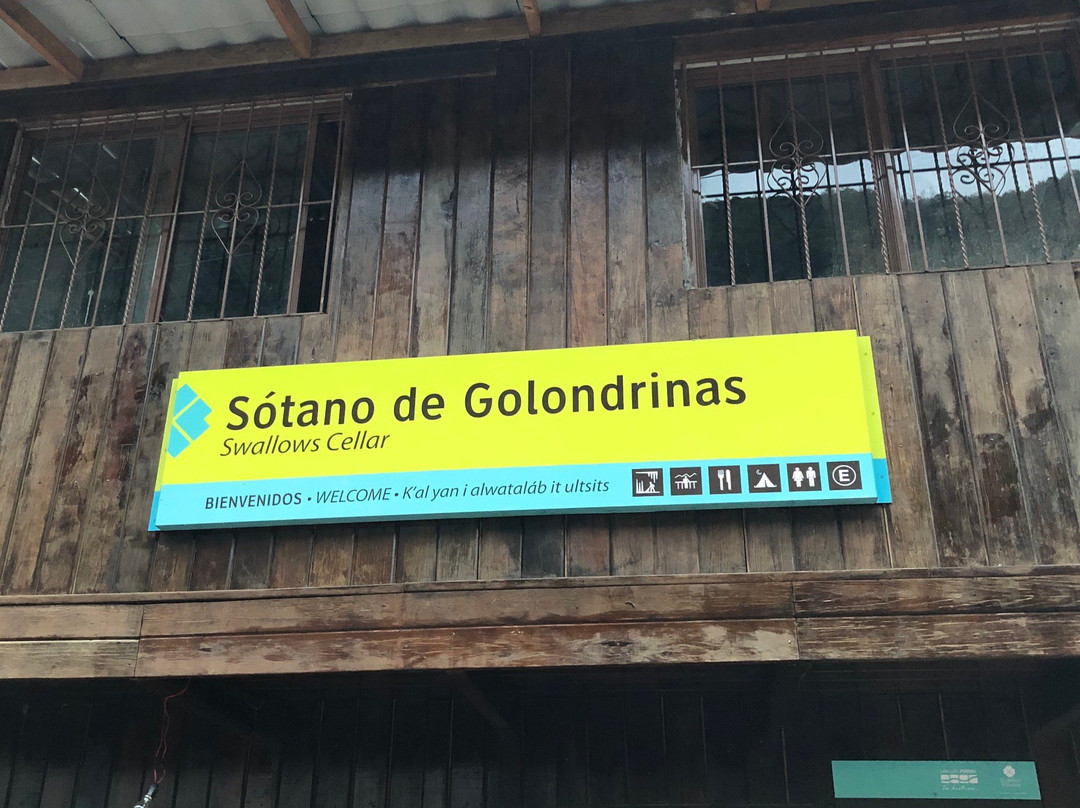 Sótano de Golondrinas
Swallows Cellar
BIENVENIDOS • WELCOME • K'al yan i alwataláb it ultsits
E